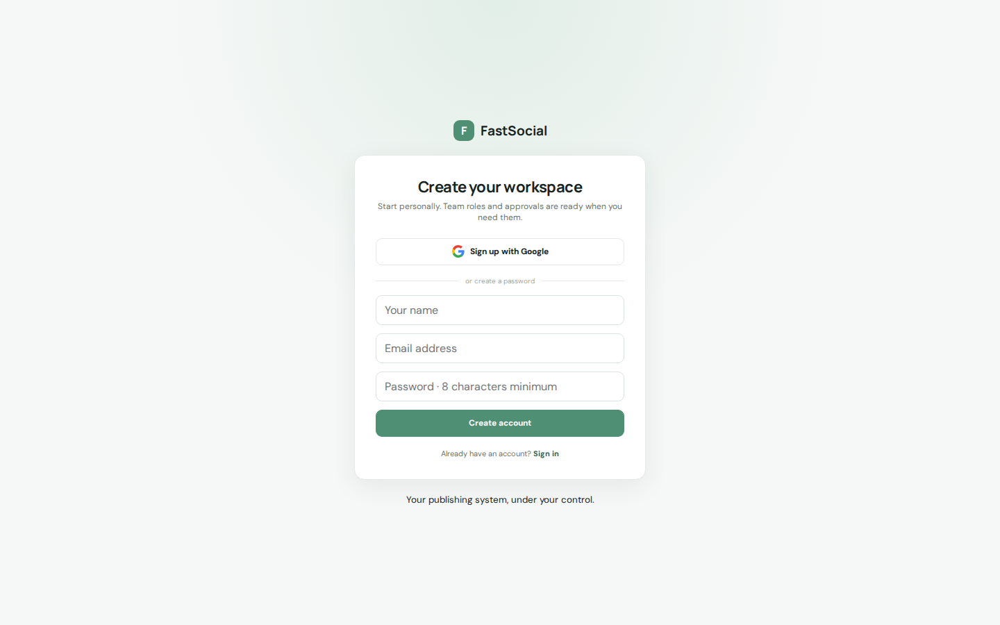 F FastSocial
Create your workspace
Start personally. Team roles and approvals are ready when you
need them.
Sign up with Google
or create a password
Your name
Email address
Password · 8 characters minimum
Create account
Already have an account? Sign in
Your publishing system, under your control.